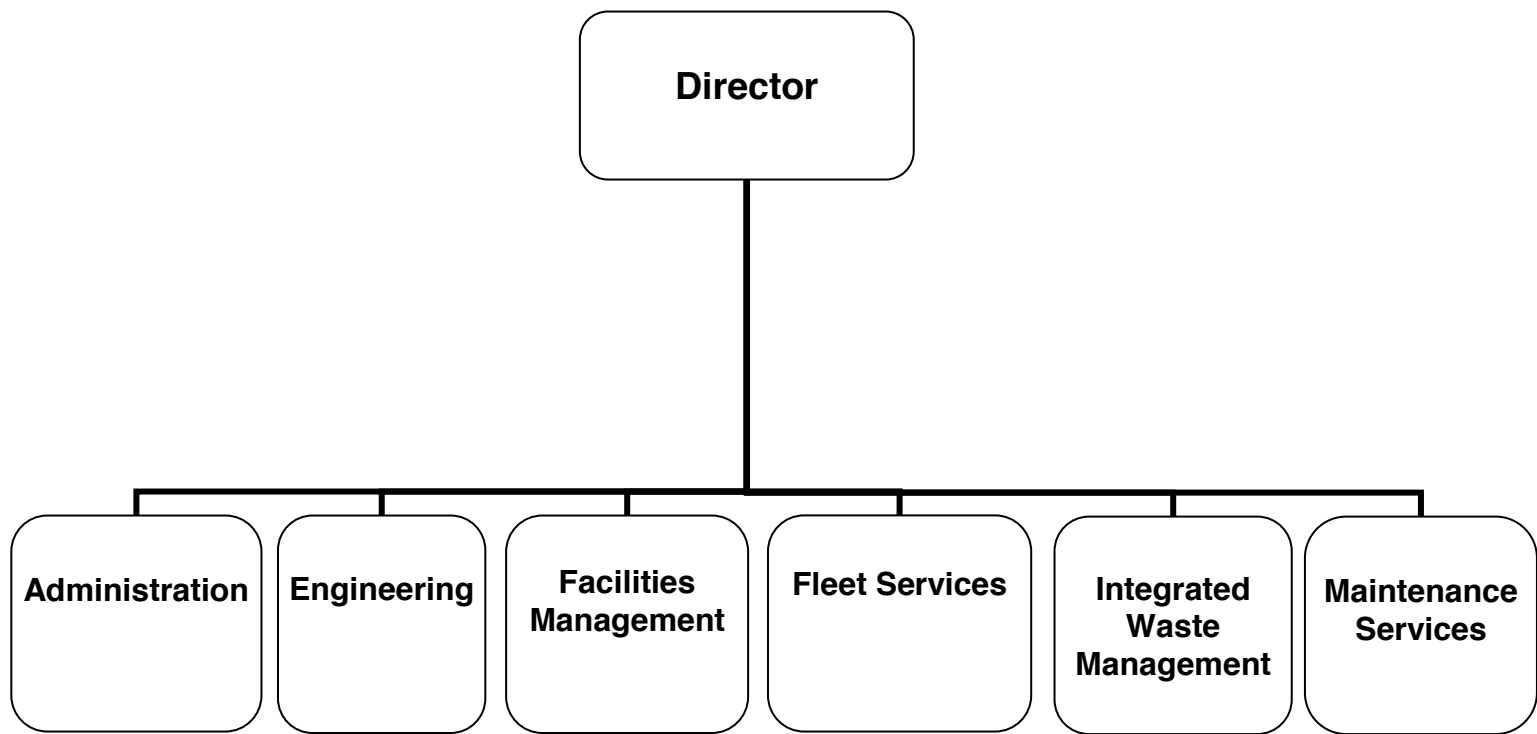 Director
Administration
Engineering
Facilities
Management
Fleet Services
Integrated
Waste
Management
Maintenance
Services